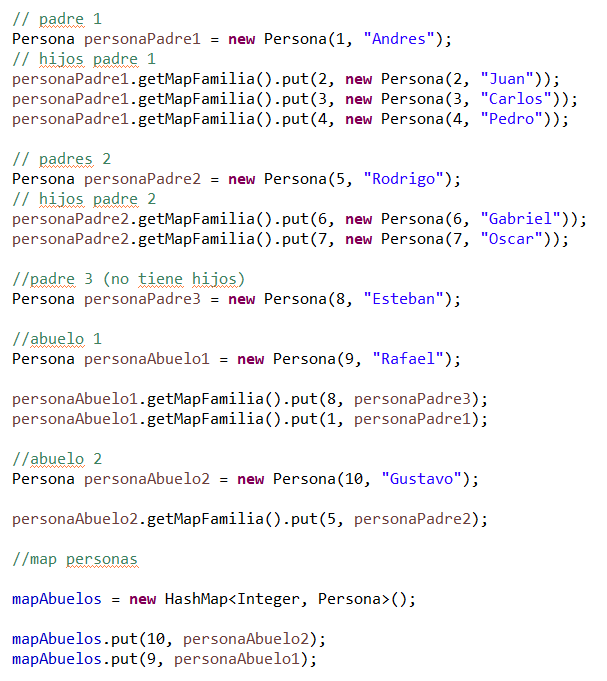 // padre 1
Persona personaPadre1 = new Persona(1, "Andres");
// hijos padre 1
personaPadre1.getMapFamilia().put(2, new Persona(2, "Juan"));
personaPadre1.getMapFamilia().put(3, new Persona(3, "Carlos"));
personaPadre1.getMapFamilia().put(4, new Persona(4, "Pedro"));
// padres 2
Persona personaPadre2 = new Persona(5, "Rodrigo");
// hijos padre 2
personaPadre2.getMapFamilia().put(6, new Persona(6, "Gabriel"));
personaPadre2.getMapFamilia().put(7, new Persona(7, "Oscar"));
//padre 3 (no tiene hijos)
Persona personaPadre3 = new Persona(8, "Esteban");
//abuelo 1
Persona personaAbuelo1 = new Persona(9, "Rafael");
personaAbuelo1.getMapFamilia().put(8, personaPadre3);
personaAbuelo1.getMapFamilia().put(1, personaPadre1);
//abuelo 2
Persona personaAbuelo2 = new Persona(10, "Gustavo");
personaAbuelo2.getMapFamilia().put(5, personaPadre2);
//map personas
mapAbuelos = new HashMap<Integer, Persona>();
mapAbuelos.put(10, personaAbuelo2);
mapAbuelos.put(9, personaAbuelo1);